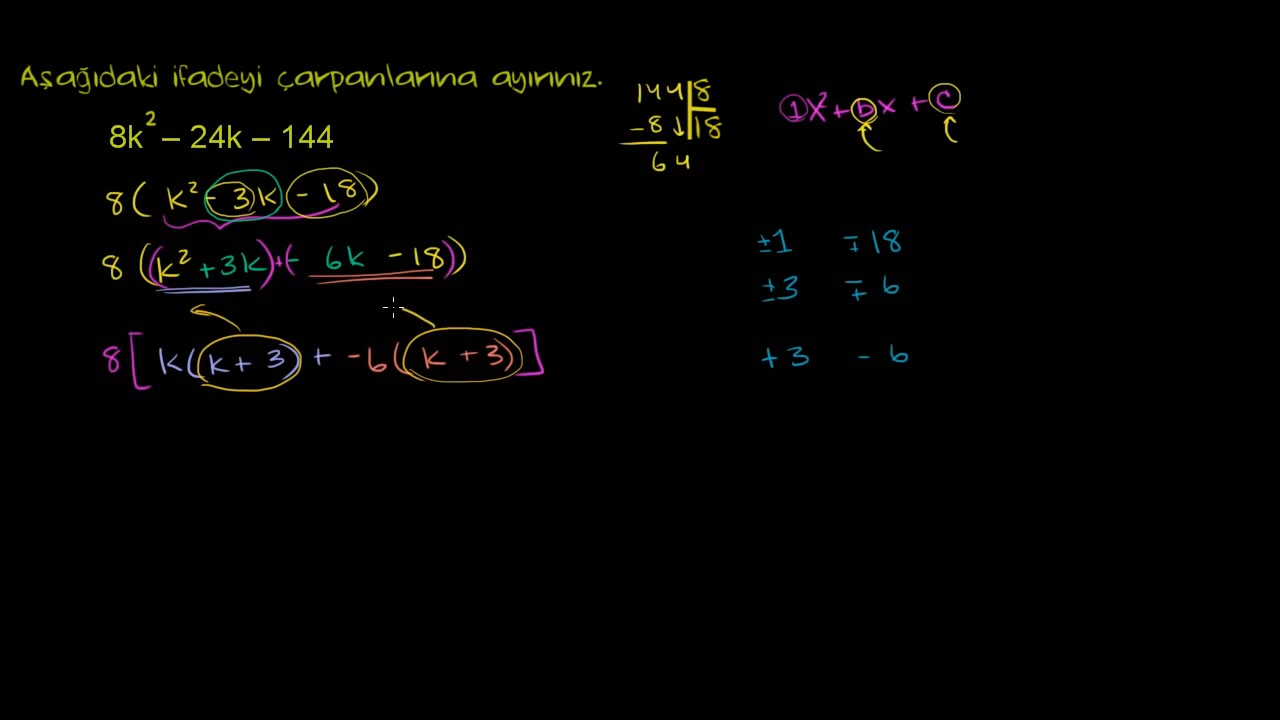 Aşağıdaki ifadeyi çarpanlarına ayırınız.
8k² – 24k – 144
8( k² - 3k - 18)
8 ((k² + 3k)+(- 6k - 18))
8[ k(k + 3) + -6(k + 3)]
144|8
-8↓|18
64
1x² + bx + c
±1 ∓18
±3 ∓6
+3 -6